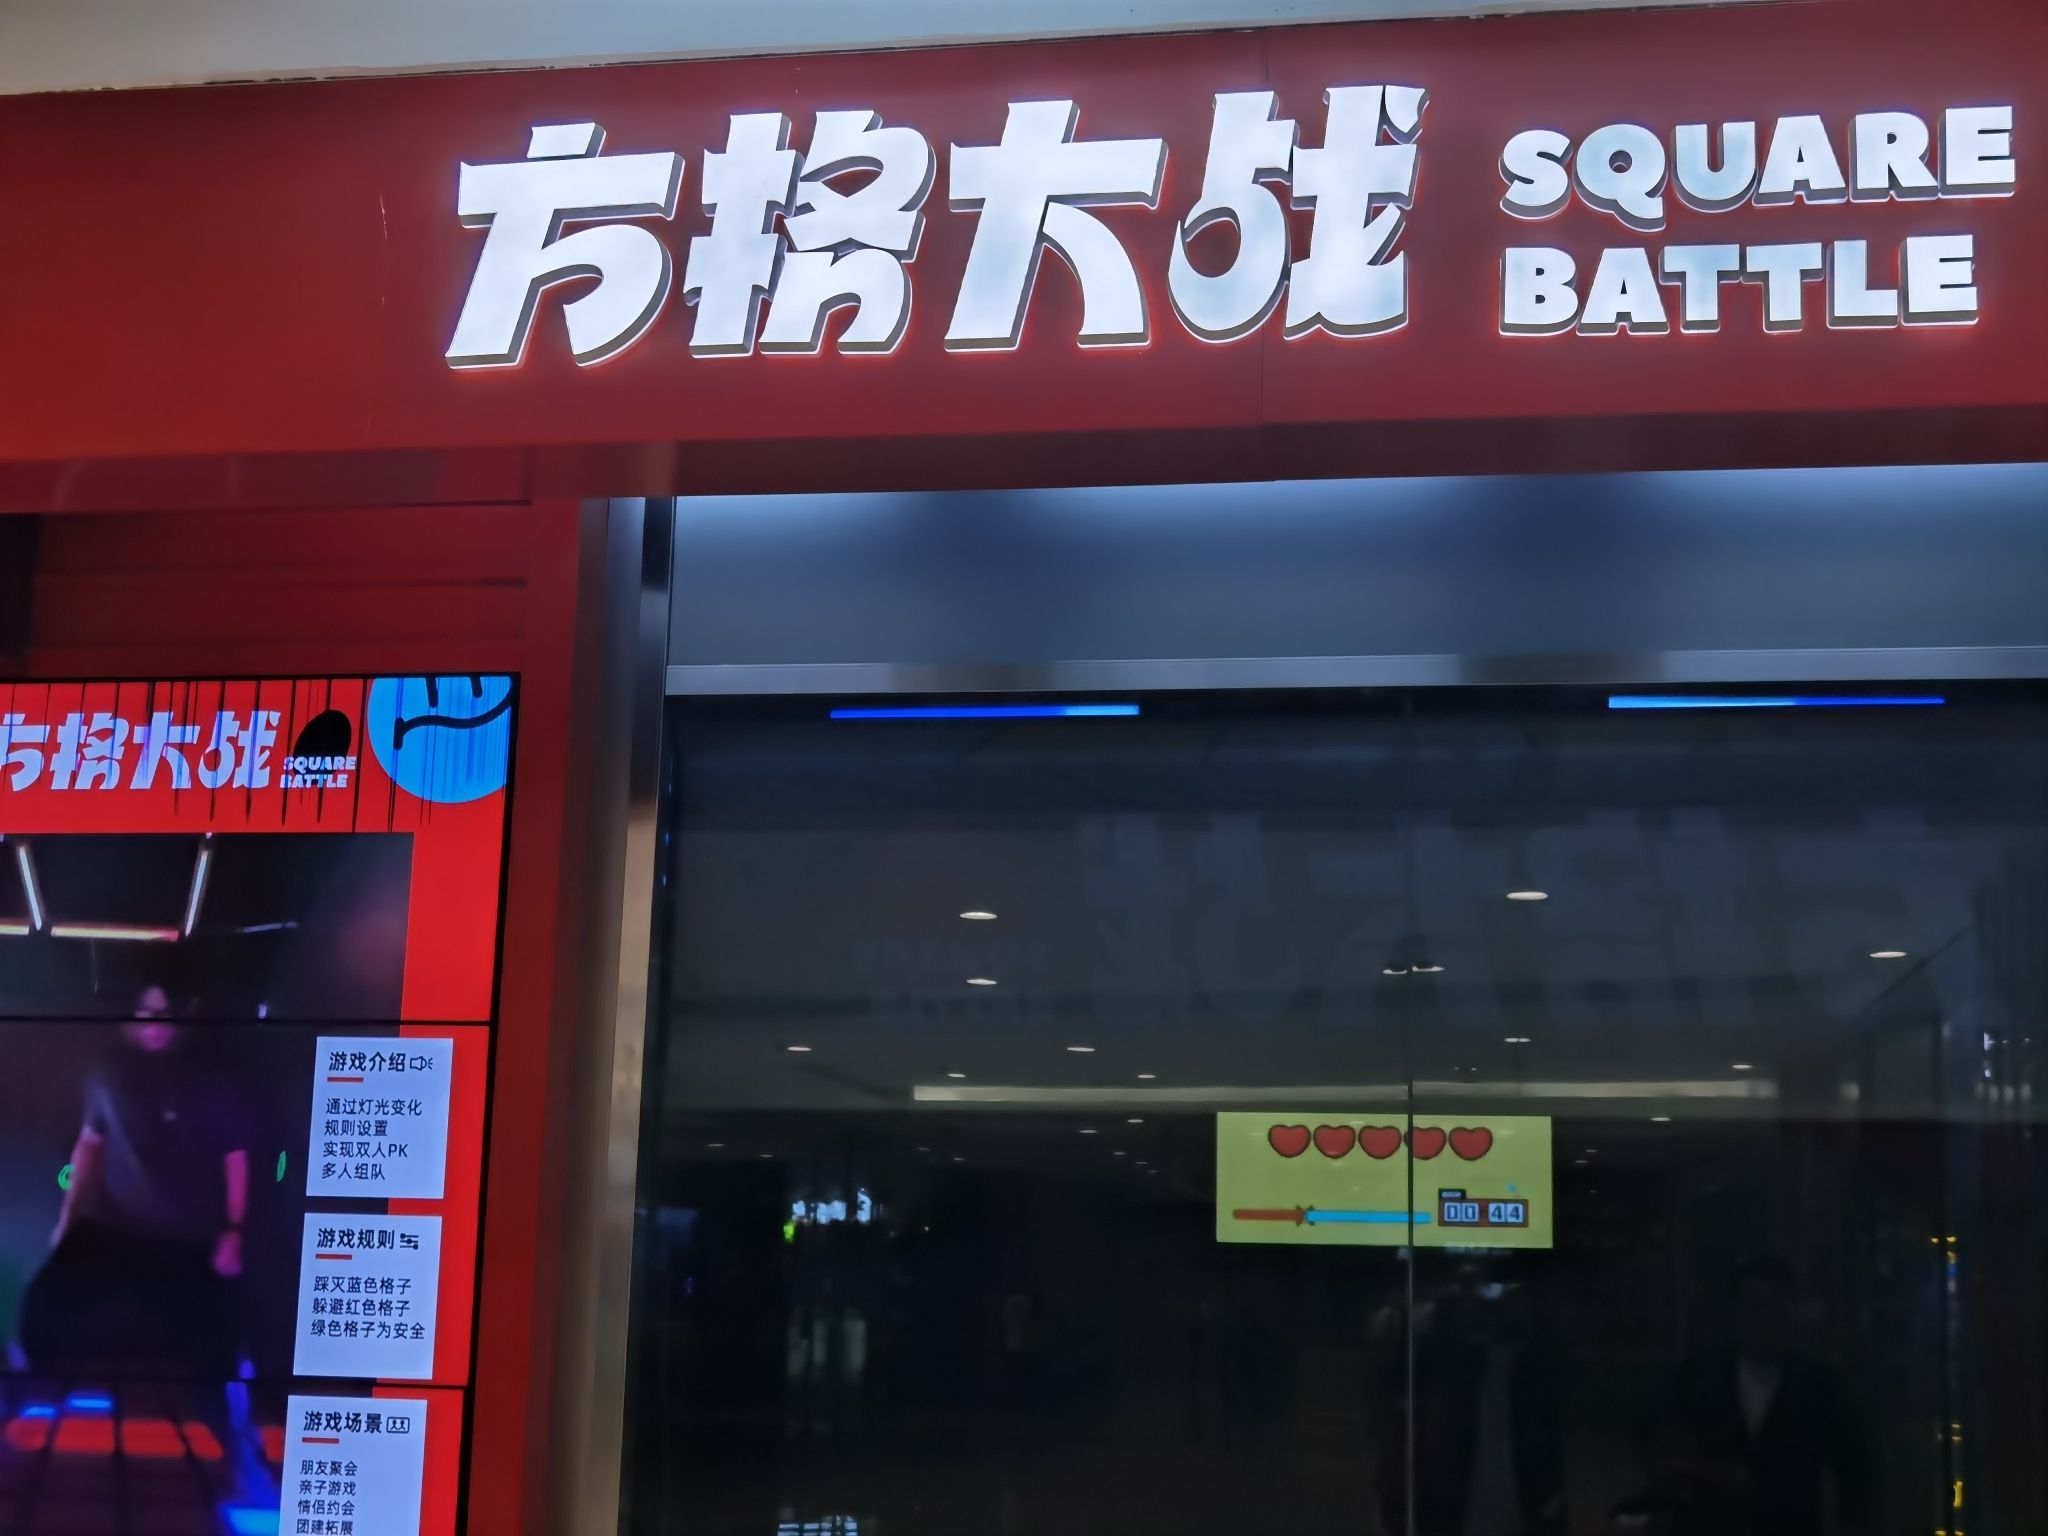 方格大战
SQUARE
BATTLE
方格大战
SQUARE
BATTLE
游戏介绍
通过灯光变化
规则设置
实现双人PK
多人组队
游戏规则
踩灭蓝色格子
躲避红色格子
绿色格子为安全
游戏场景
朋友聚会
亲子游戏
情侣约会
团建拓展
00 44